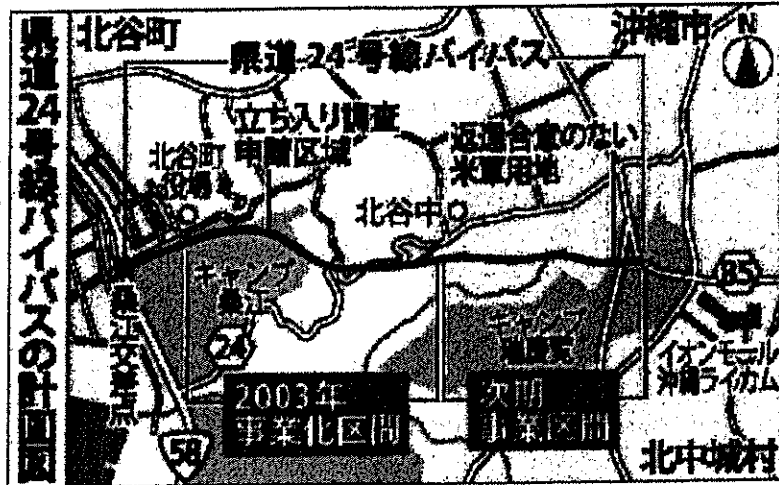 県道24号線バイパスの計画図
北谷町
沖縄市
N
県道24号線バイパス
立ち入り調査
申請区域
返還合意のない
米軍用地
北谷町
役場
北谷中
キャンプ
桑江
24
桑江交差点
58
85
キャンプ
瑞慶覧
イオンモール
沖縄ライカム
2003年
事業化区間
次期
事業区間
北中城村